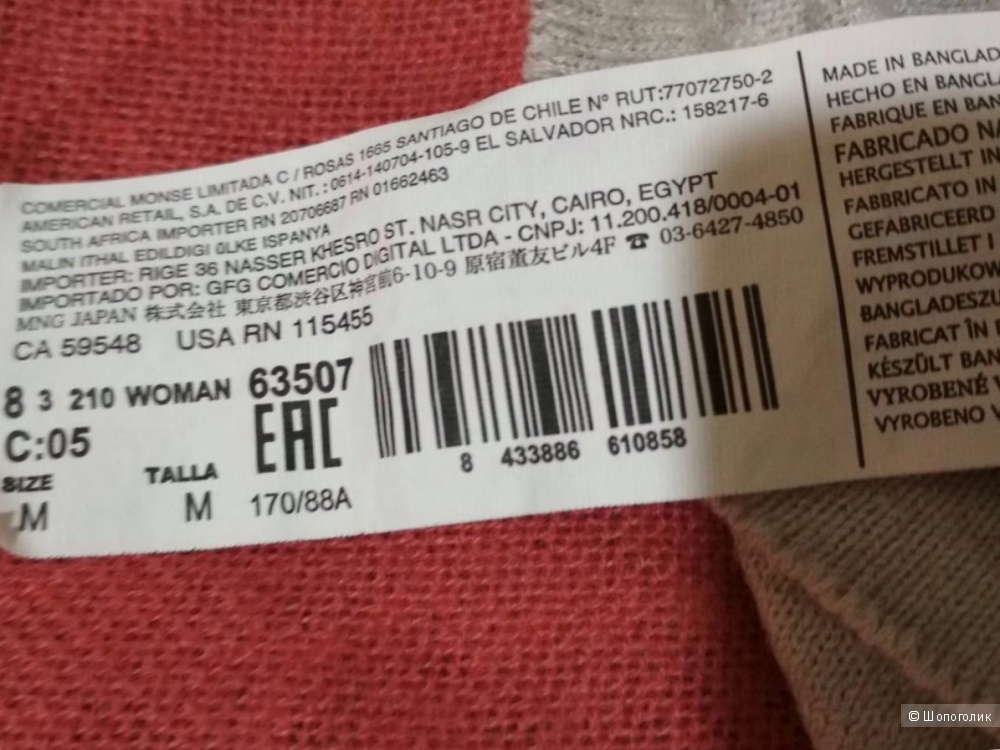 COMERCIAL MONSE LIMITADA C / ROSAS 1665 SANTIAGO DE CHILE N° RUT:77072750-2
AMERICAN RETAIL, S.A. DE C.V. NIT.: 0614-140704-105-9 EL SALVADOR NRC.: 158217-6
SOUTH AFRICA IMPORTER RN 20706687 RN 01662463
MALIN ITHAL EDILDIGI ÜLKE ISPANYA
IMPORTER: RIGE 36 NASSER KHESRO ST. NASR CITY, CAIRO, EGYPT
IMPORTADO POR: GFG COMERCIO DIGITAL LTDA - CNPJ: 11.200.418/0004-01
MNG JAPAN 株式会社 東京都渋谷区神宮前6-10-9 原宿董友ビル4F ☎ 03-6427-4850
CA 59548 USA RN 115455
8 3 210 WOMAN 63507
C:05 EAC
8 433886 610858
SIZE TALLA
M M 170/88A
MADE IN BANGLAD
HECHO EN BANGLA
FABRIQUE EN BAN
FABRICADO NA
HERGESTELLT IN
FABBRICATO IN
GEFABRICEERD
FREMSTILLET I
WYPRODUKOW
BANGLADESZU
FABRICAT ÎN
KÉSZÜLT BAN
VYROBENÉ V
VYROBENO V
© Шопоголик